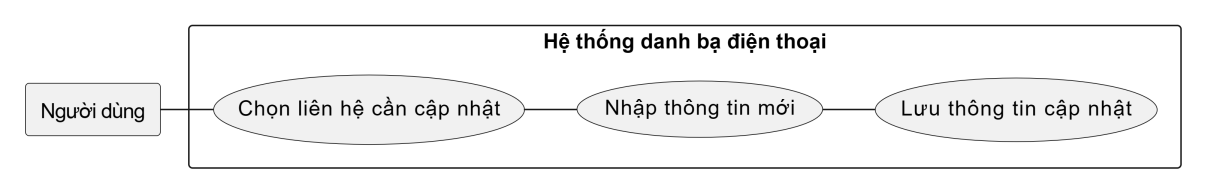 Hệ thống danh bạ điện thoại
Người dùng
Chọn liên hệ cần cập nhật
Nhập thông tin mới
Lưu thông tin cập nhật